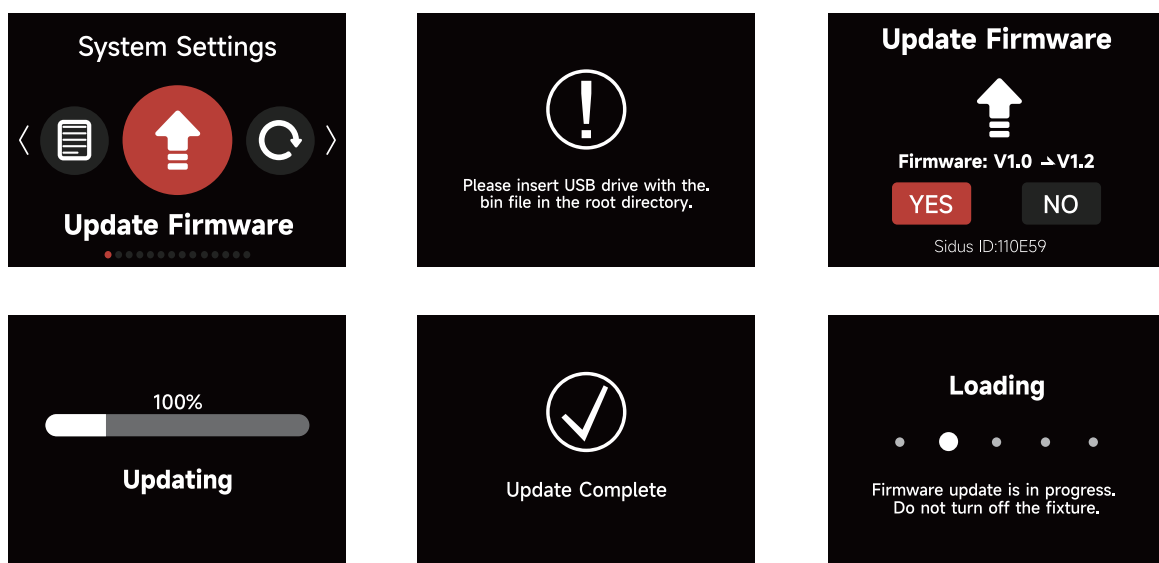 System Settings
Update Firmware
Please insert USB drive with the.
bin file in the root directory.
Update Firmware
Firmware: V1.0 → V1.2
YES
NO
Sidus ID:110E59
100%
Updating
Update Complete
Loading
Firmware update is in progress.
Do not turn off the fixture.